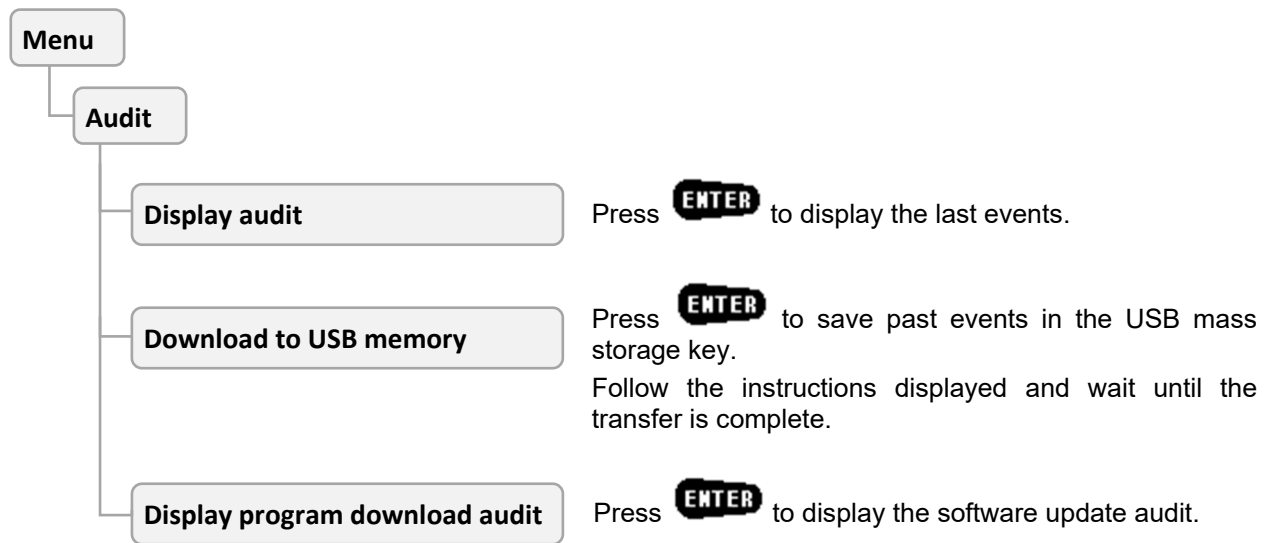 Menu
Audit
Display audit
Press ENTER to display the last events.
Download to USB memory
Press ENTER to save past events in the USB mass
storage key.
Follow the instructions displayed and wait until the
transfer is complete.
Display program download audit
Press ENTER to display the software update audit.